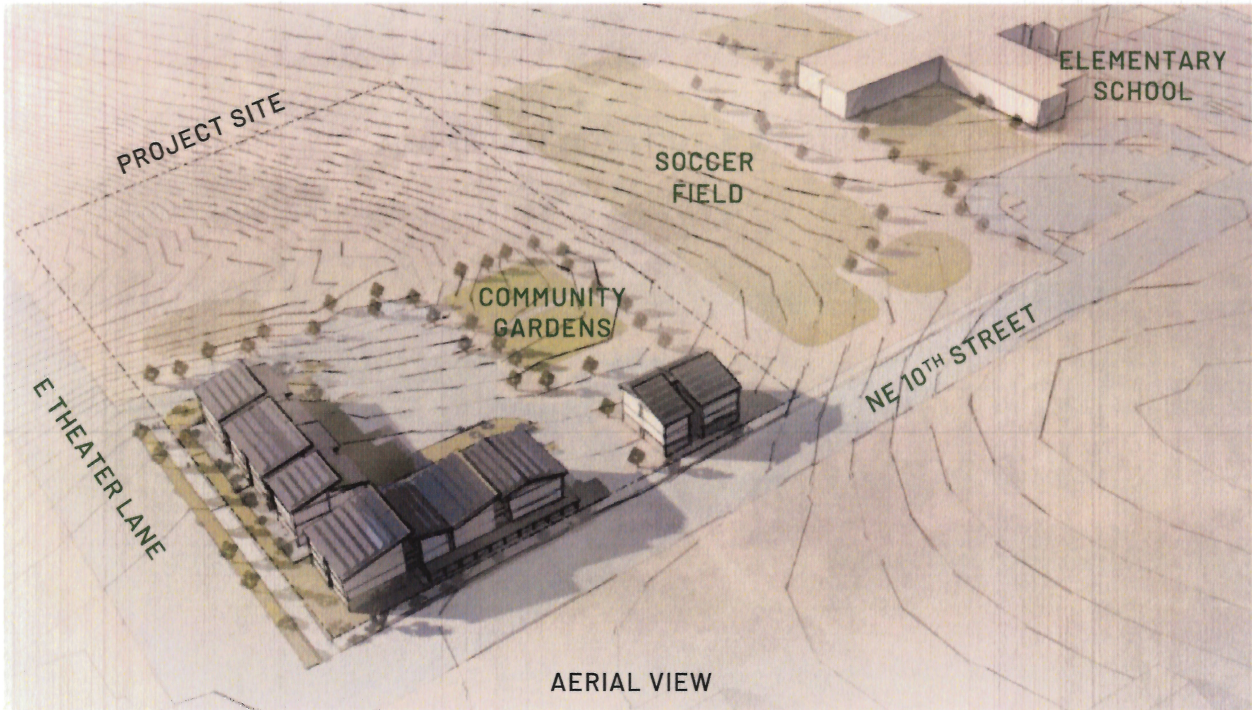 ELEMENTARY
SCHOOL
PROJECT SITE
SOCCER
FIELD
COMMUNITY
GARDENS
NE 10TH STREET
E THEATER LANE
AERIAL VIEW